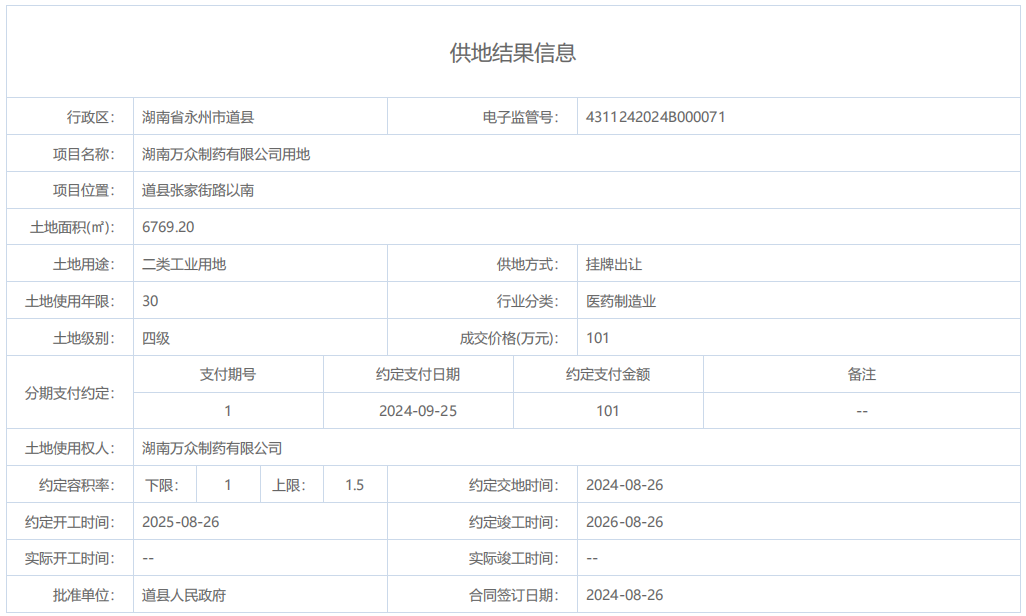 供地结果信息
行政区： 湖南省永州市道县 电子监管号： 4311242024B000071
项目名称： 湖南万众制药有限公司用地
项目位置： 道县张家街路以南
土地面积(㎡)： 6769.20
土地用途： 二类工业用地 供地方式： 挂牌出让
土地使用年限： 30 行业分类： 医药制造业
土地级别： 四级 成交价格(万元)： 101
分期支付约定： 支付期号 约定支付日期 约定支付金额 备注
1 2024-09-25 101 --
土地使用权人： 湖南万众制药有限公司
约定容积率： 下限： 1 上限： 1.5 约定交地时间： 2024-08-26
约定开工时间： 2025-08-26 约定竣工时间： 2026-08-26
实际开工时间： -- 实际竣工时间： --
批准单位： 道县人民政府 合同签订日期： 2024-08-26